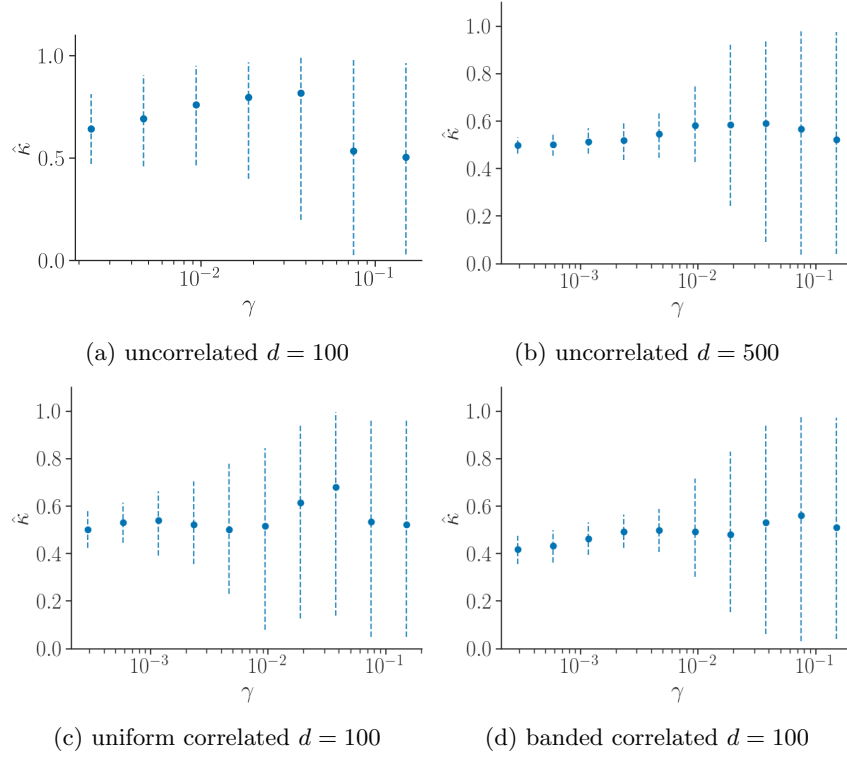 1.0
0.5
0.0
κ̂
10⁻²
10⁻¹
γ
(a) uncorrelated d = 100
1.0
0.8
0.6
0.4
0.2
0.0
κ̂
10⁻³
10⁻²
10⁻¹
γ
(b) uncorrelated d = 500
1.0
0.8
0.6
0.4
0.2
0.0
κ̂
10⁻³
10⁻²
10⁻¹
γ
(c) uniform correlated d = 100
1.0
0.8
0.6
0.4
0.2
0.0
κ̂
10⁻³
10⁻²
10⁻¹
γ
(d) banded correlated d = 100